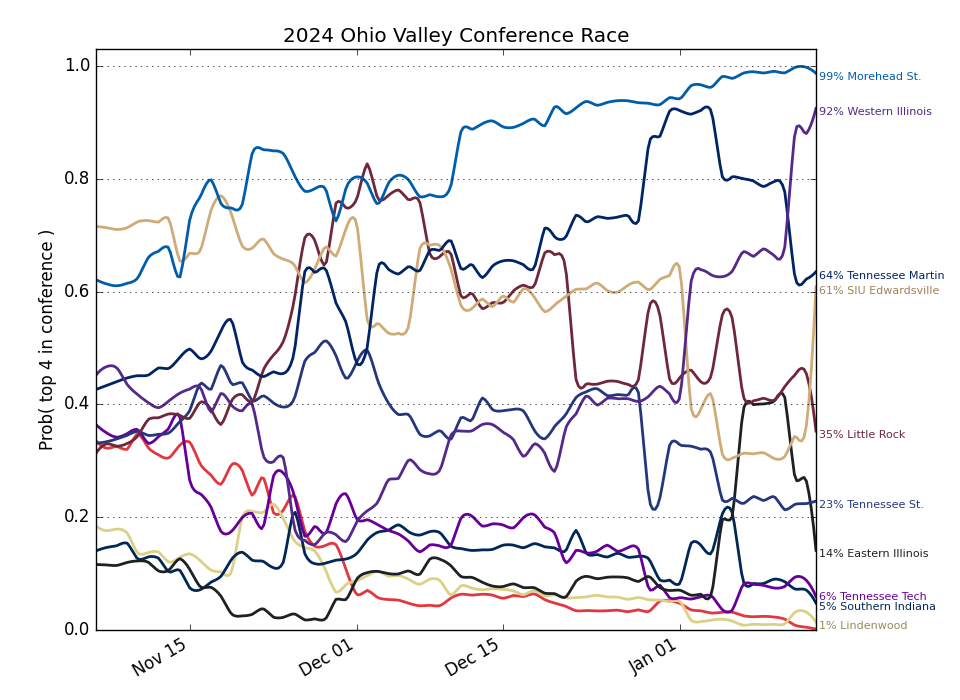 2024 Ohio Valley Conference Race
Prob( top 4 in conference )
1.0
0.8
0.6
0.4
0.2
0.0
Nov 15
Dec 01
Dec 15
Jan 01
99% Morehead St.
92% Western Illinois
64% Tennessee Martin
61% SIU Edwardsville
35% Little Rock
23% Tennessee St.
14% Eastern Illinois
6% Tennessee Tech
5% Southern Indiana
1% Lindenwood